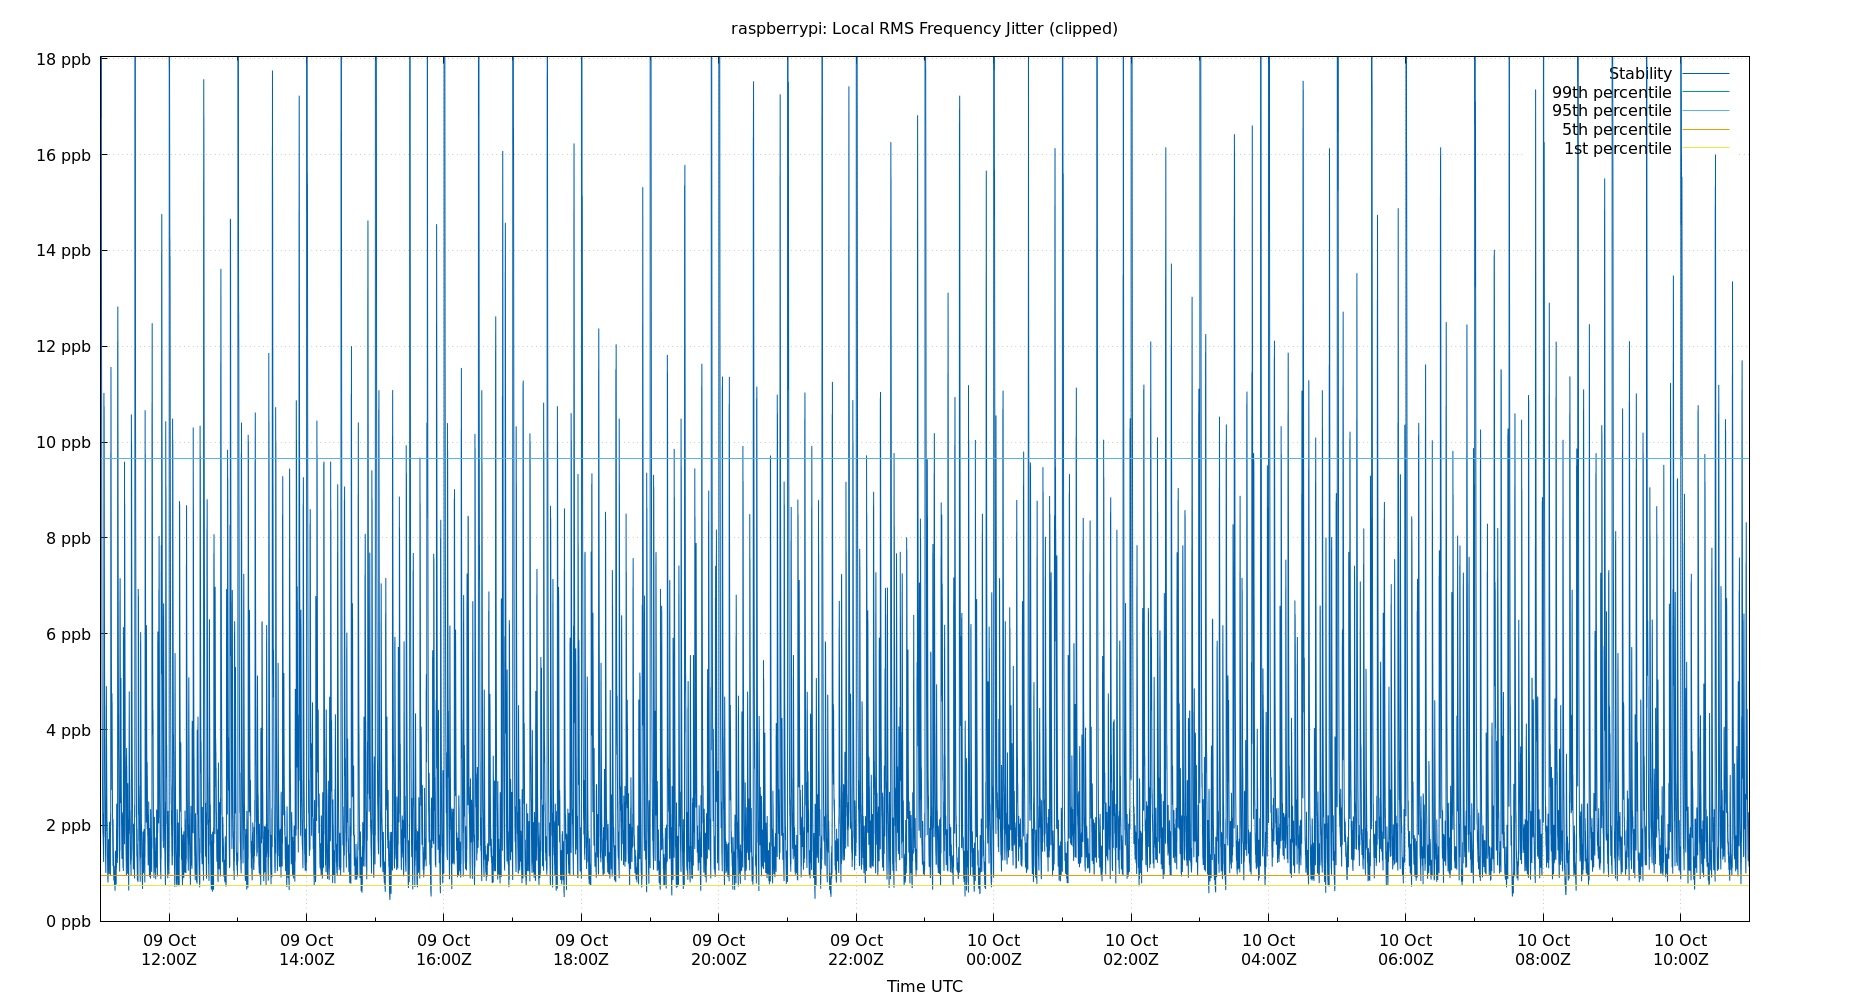 raspberrypi: Local RMS Frequency Jitter (clipped)
18 ppb
16 ppb
14 ppb
12 ppb
10 ppb
8 ppb
6 ppb
4 ppb
2 ppb
0 ppb
Stability
99th percentile
95th percentile
5th percentile
1st percentile
09 Oct 09 Oct 09 Oct 09 Oct 09 Oct 09 Oct 10 Oct 10 Oct 10 Oct 10 Oct 10 Oct 10 Oct
12:00Z 14:00Z 16:00Z 18:00Z 20:00Z 22:00Z 00:00Z 02:00Z 04:00Z 06:00Z 08:00Z 10:00Z
Time UTC